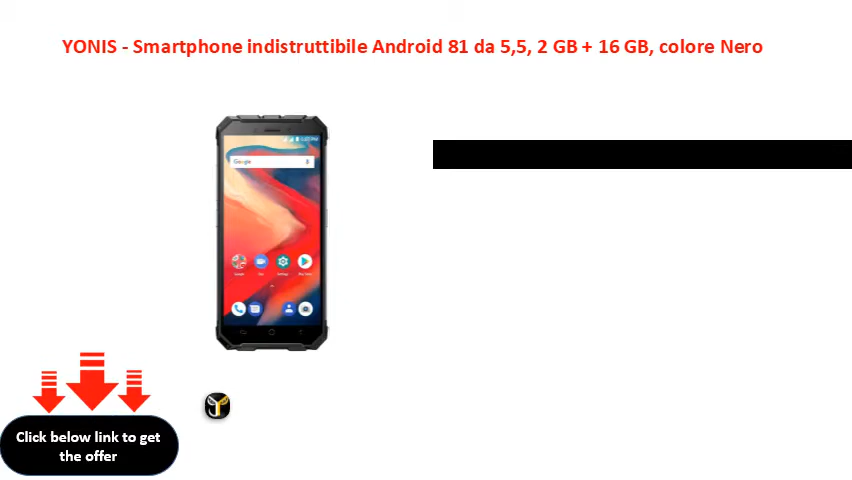 YONIS - Smartphone indistruttibile Android 81 da 5,5, 2 GB + 16 GB, colore Nero
Google
Click below link to get
the offer